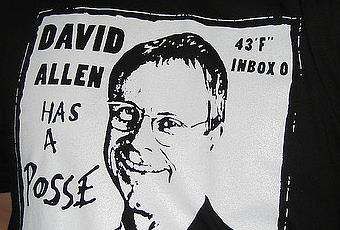 DAVID
ALLEN
HAS
A
POSSE
43'F"
INBOX 0